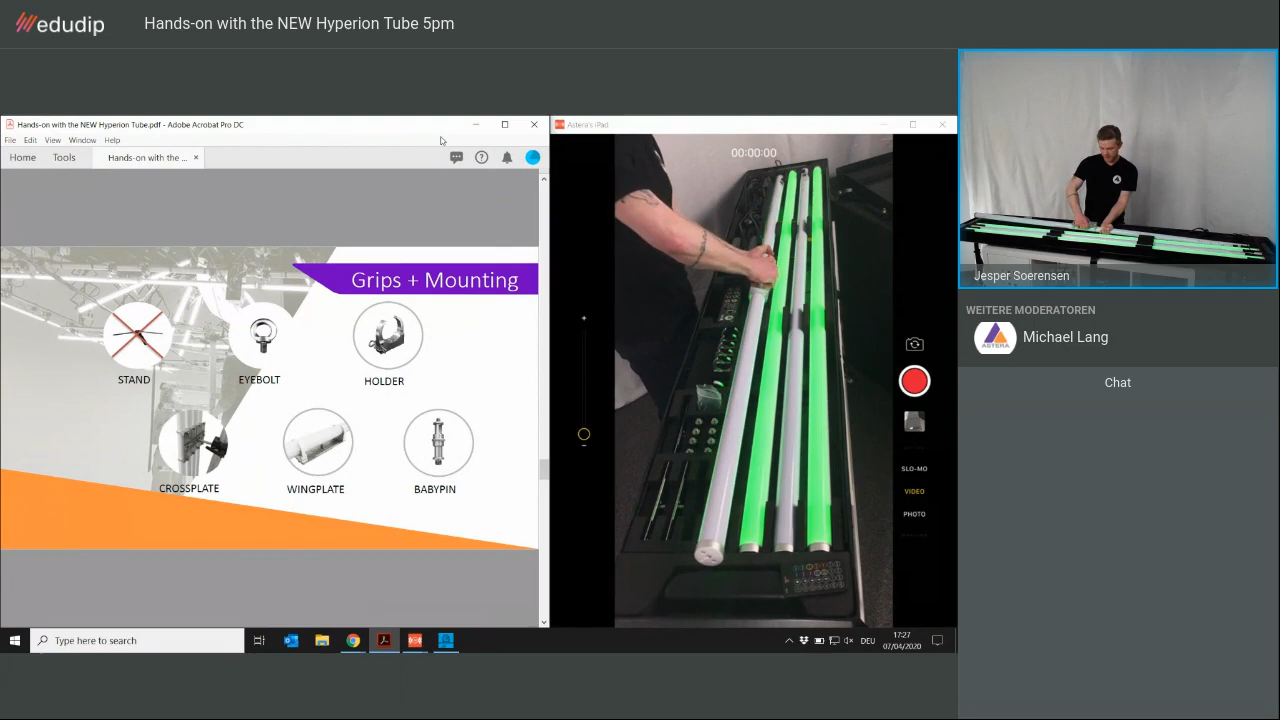 edudip
Hands-on with the NEW Hyperion Tube 5pm
Hands-on with the NEW Hyperion Tube.pdf - Adobe Acrobat Pro DC
File Edit View Window Help
Home Tools Hands-on with the ... ×
Grips + Mounting
STAND
EYEBOLT
HOLDER
CROSSPLATE
WINGPLATE
BABYPIN
Astera's iPad
00:00:00
SLO-MO
VIDEO
PHOTO
Jesper Soerensen
WEITERE MODERATOREN
ASTERA
Michael Lang
Chat
Type here to search
DEU
17:27
07/04/2020